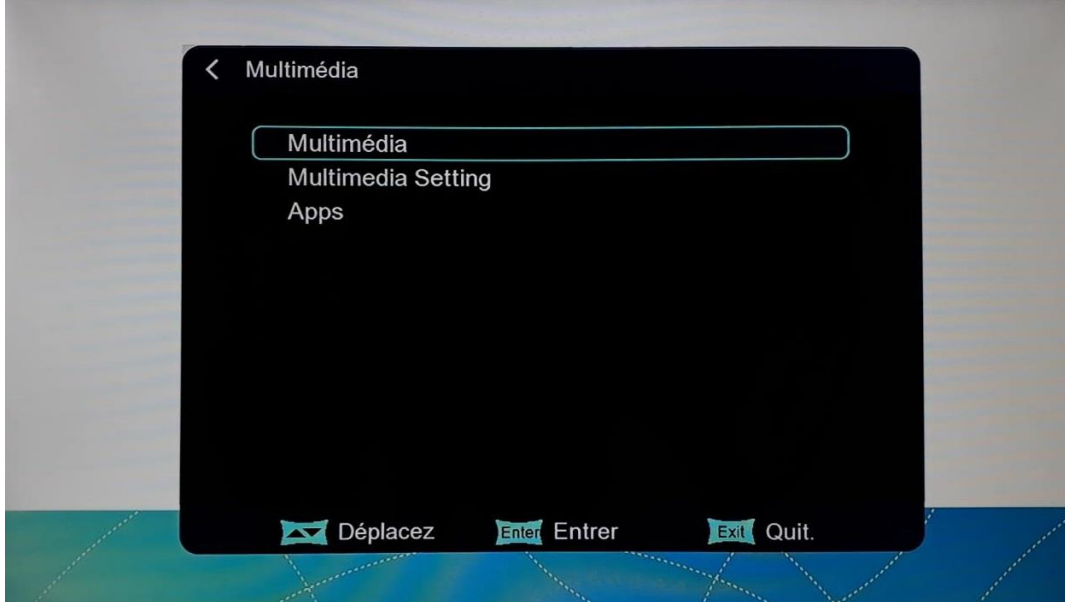 Multimédia
Multimédia
Multimedia Setting
Apps
Déplacez Enter Entrer Exit Quit.